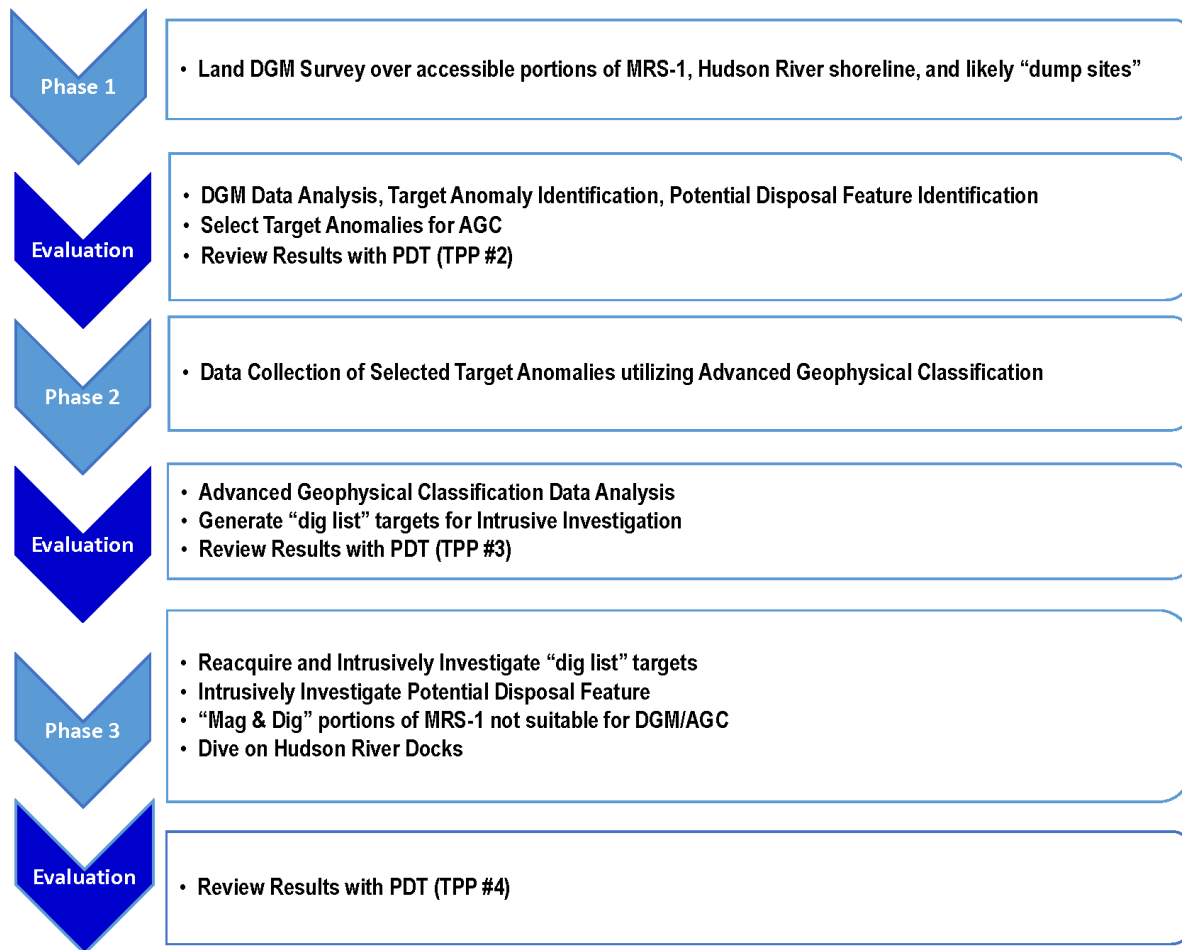 Phase 1
• Land DGM Survey over accessible portions of MRS-1, Hudson River shoreline, and likely “dump sites”
Evaluation
• DGM Data Analysis, Target Anomaly Identification, Potential Disposal Feature Identification
• Select Target Anomalies for AGC
• Review Results with PDT (TPP #2)
Phase 2
• Data Collection of Selected Target Anomalies utilizing Advanced Geophysical Classification
Evaluation
• Advanced Geophysical Classification Data Analysis
• Generate “dig list” targets for Intrusive Investigation
• Review Results with PDT (TPP #3)
Phase 3
• Reacquire and Intrusively Investigate “dig list” targets
• Intrusively Investigate Potential Disposal Feature
• “Mag & Dig” portions of MRS-1 not suitable for DGM/AGC
• Dive on Hudson River Docks
Evaluation
• Review Results with PDT (TPP #4)